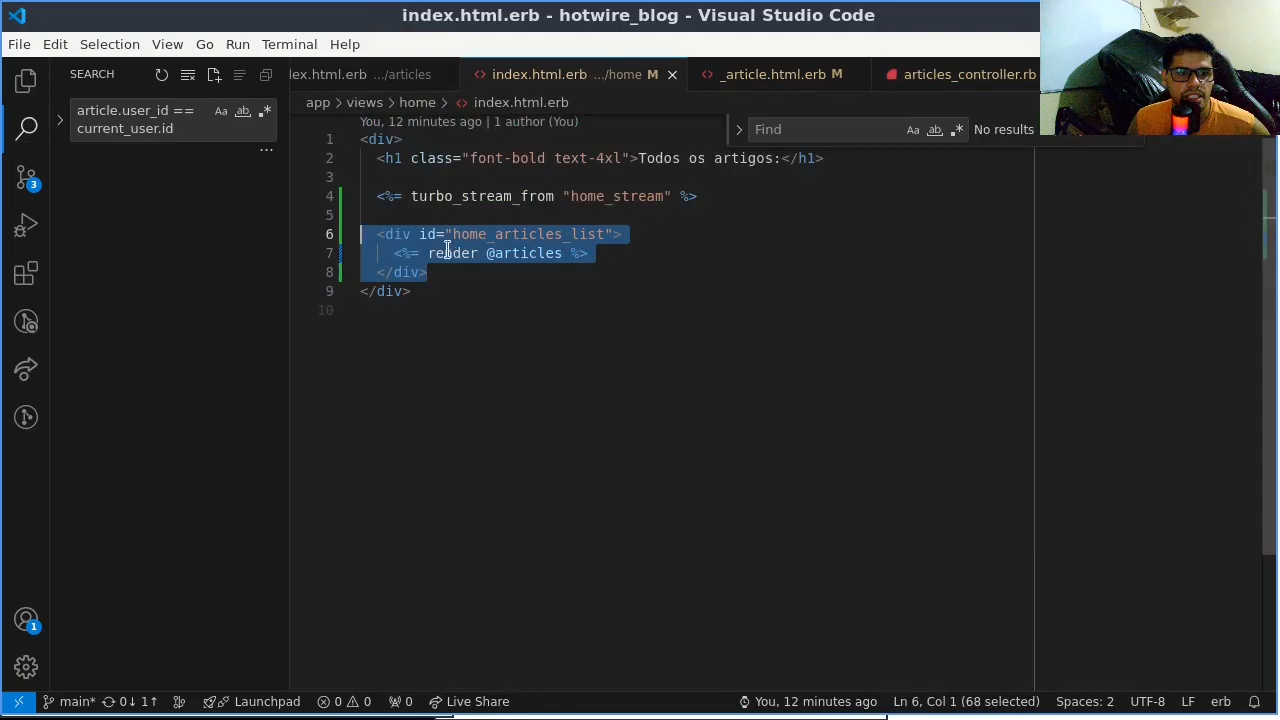 index.html.erb - hotwire_blog - Visual Studio Code
File Edit Selection View Go Run Terminal Help
SEARCH
lex.html.erb .../articles
index.html.erb .../home M
_article.html.erb M
articles_controller.rb
article.user_id == current_user.id
Aa ab .*
...
app > views > home > index.html.erb
Find
Aa ab .*
No results
You, 12 minutes ago | 1 author (You)
1 <div>
2 <h1 class="font-bold text-4xl">Todos os artigos:</h1>
3
4 <%= turbo_stream_from "home_stream" %>
5
6 <div id="home_articles_list">
7 <%= render @articles %>
8 </div>
9 </div>
10
3
1
main* 0↓ 1↑ Launchpad 0 0 0 Live Share You, 12 minutes ago Ln 6, Col 1 (68 selected) Spaces: 2 UTF-8 LF erb